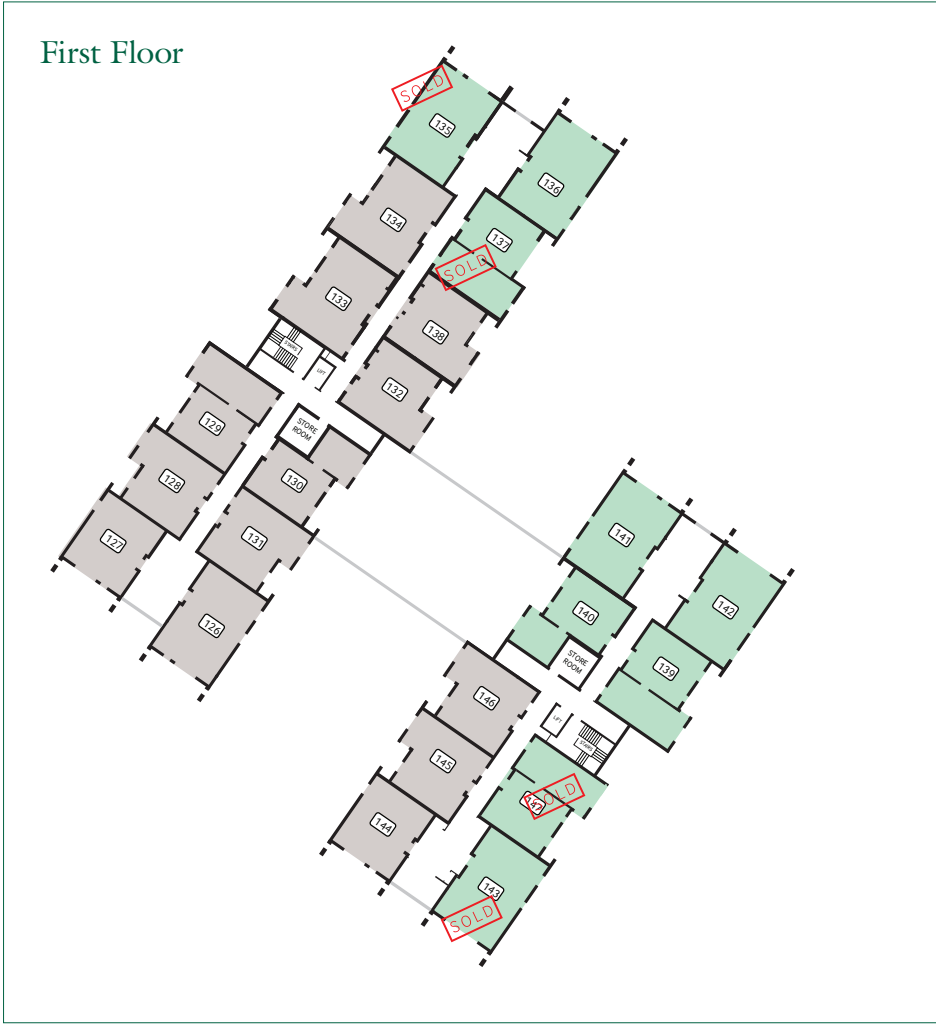 First Floor
SOLD
135
136
134
137
SOLD
133
138
STAIRS
LIFT
132
129
STORE
ROOM
128
130
127
131
141
126
142
140
STORE
ROOM
139
146
LIFT
STAIRS
145
147
SOLD
144
143
SOLD